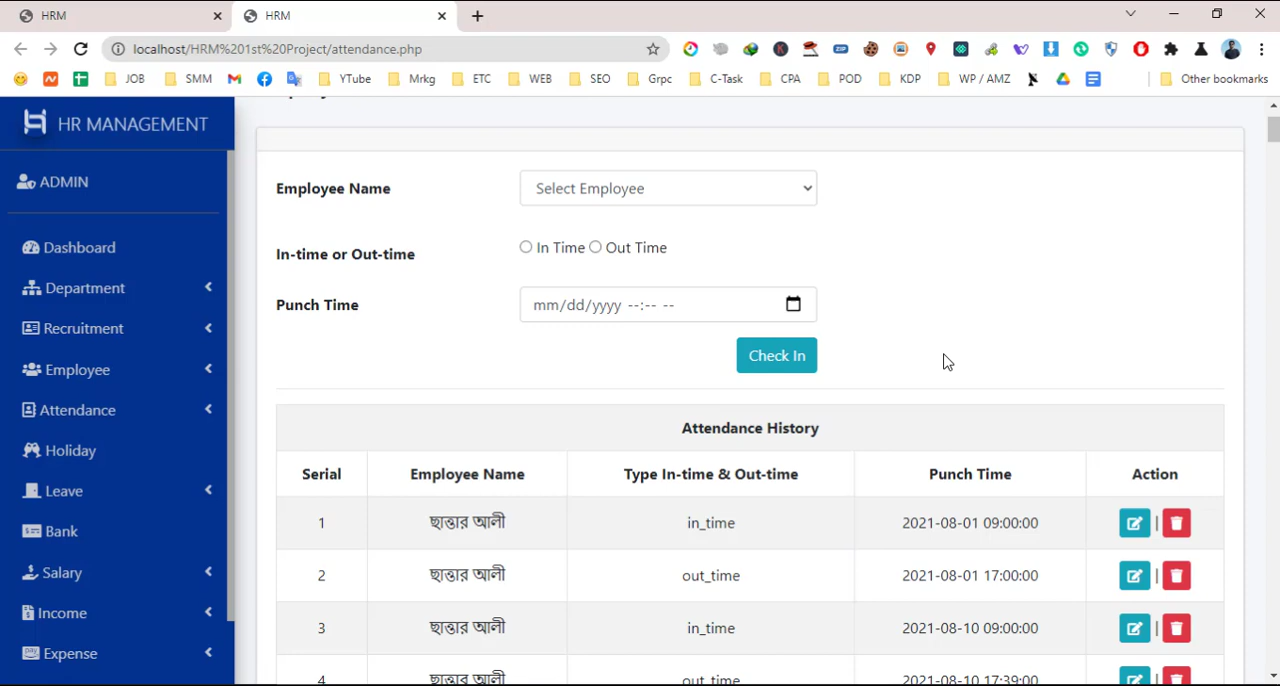 HRM
HRM
localhost/HRM%201st%20Project/attendance.php
JOB SMM YTube Mrkg ETC WEB SEO Grpc C-Task CPA POD KDP WP / AMZ Other bookmarks
HR MANAGEMENT
ADMIN
Dashboard
Department
Recruitment
Employee
Attendance
Holiday
Leave
Bank
Salary
Income
Expense
Employee Name Select Employee
In-time or Out-time In Time Out Time
Punch Time mm/dd/yyyy --:-- --
Check In
Attendance History
Serial Employee Name Type In-time & Out-time Punch Time Action
1 ছাত্তার আলী in_time 2021-08-01 09:00:00 |
2 ছাত্তার আলী out_time 2021-08-01 17:00:00 |
3 ছাত্তার আলী in_time 2021-08-10 09:00:00 |
4 ছাত্তার আলী out_time 2021-08-10 17:39:00